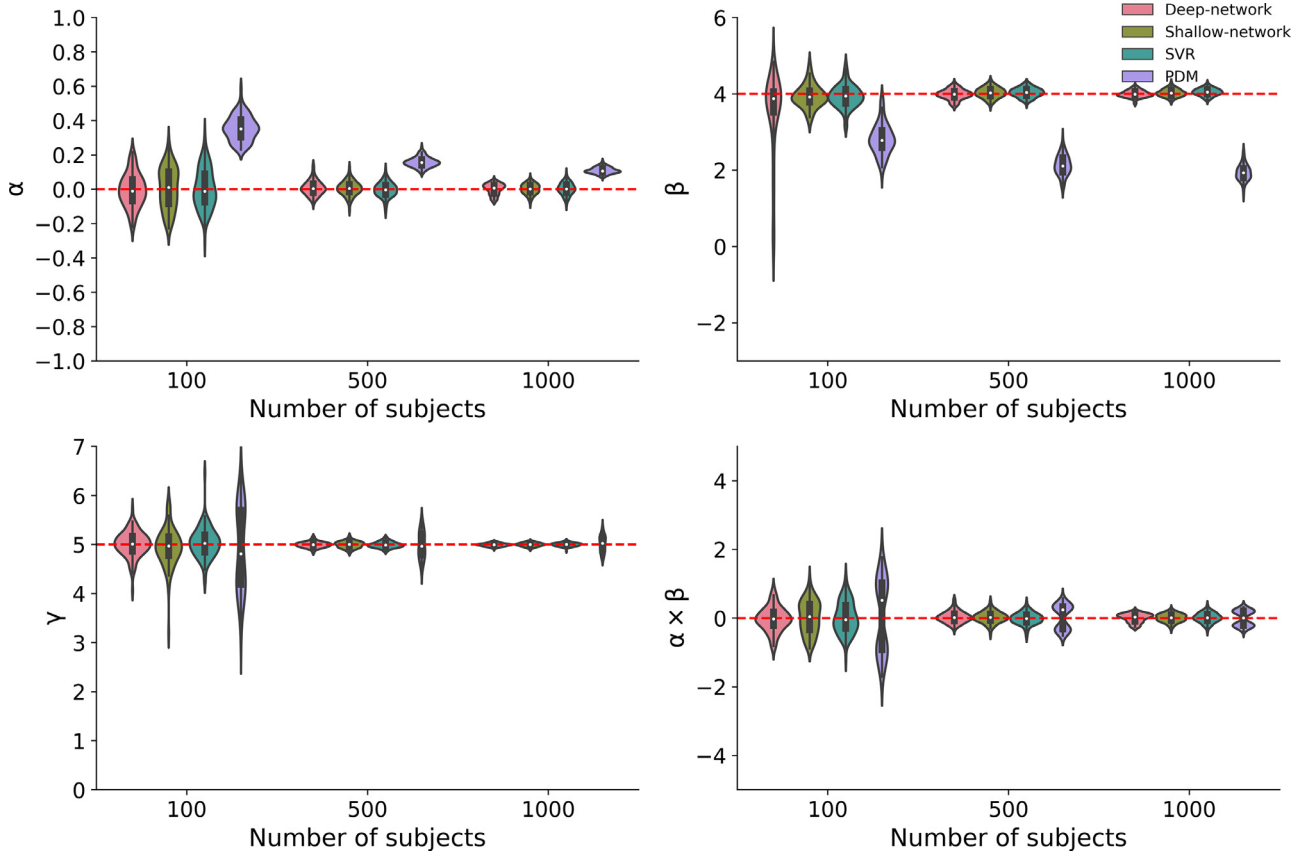 1.0
0.8
0.6
0.4
0.2
0.0
−0.2
−0.4
−0.6
−0.8
−1.0
α
100 500 1000
Number of subjects
6
4
2
0
−2
β
100 500 1000
Number of subjects
Deep-network
Shallow-network
SVR
PDM
7
6
5
4
3
2
1
0
γ
100 500 1000
Number of subjects
4
2
0
−2
−4
α × β
100 500 1000
Number of subjects